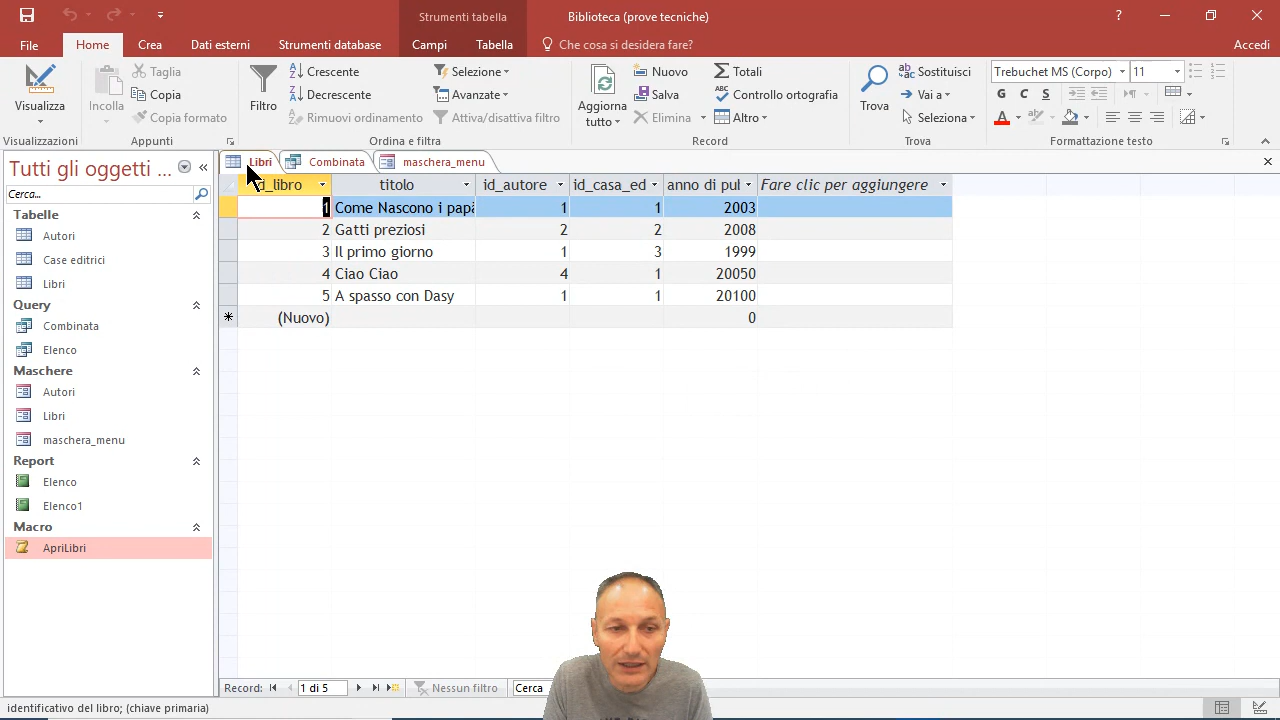 Strumenti tabella
Biblioteca (prove tecniche)
?
File
Home
Crea
Dati esterni
Strumenti database
Campi
Tabella
Che cosa si desidera fare?
Accedi
Visualizza
Incolla
Taglia
Copia
Copia formato
Filtro
Crescente
Decrescente
Rimuovi ordinamento
Selezione
Avanzate
Attiva/disattiva filtro
Aggiorna
tutto
Nuovo
Salva
Elimina
Totali
Controllo ortografia
Altro
Trova
Sostituisci
Vai a
Seleziona
Trebuchet MS (Corpo)
11
G C S
A
Visualizzazioni
Appunti
Ordina e filtra
Record
Trova
Formattazione testo
Tutti gli oggetti ...
Cerca...
Tabelle
Autori
Case editrici
Libri
Query
Combinata
Elenco
Maschere
Autori
Libri
maschera_menu
Report
Elenco
Elenco1
Macro
ApriLibri
Libri
Combinata
maschera_menu
d_libro titolo id_autore id_casa_ed anno di pul Fare clic per aggiungere
1 Come Nascono i papà 1 1 2003
2 Gatti preziosi 2 2 2008
3 Il primo giorno 1 3 1999
4 Ciao Ciao 4 1 20050
5 A spasso con Dasy 1 1 20100
(Nuovo) 0
Record:
1 di 5
Nessun filtro
Cerca
identificativo del libro; (chiave primaria)